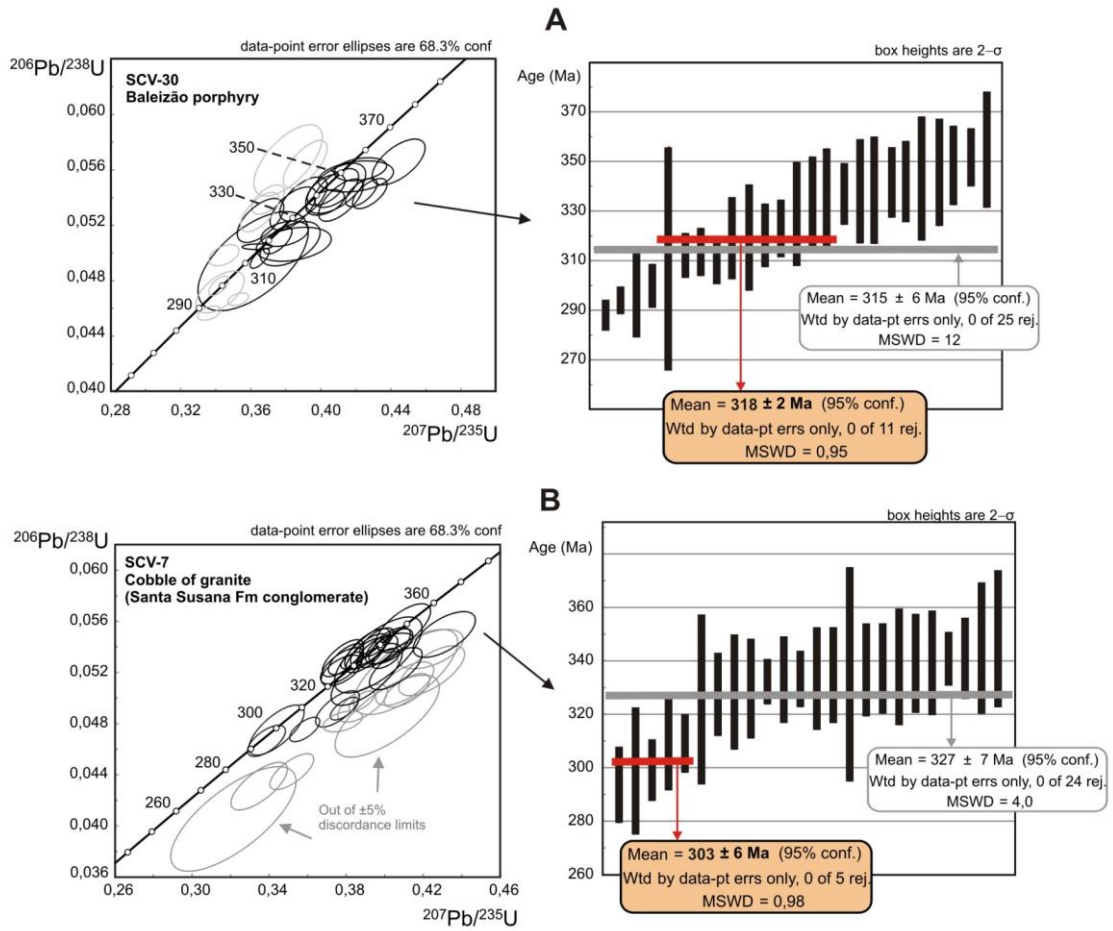 A
data-point error ellipses are 68.3% conf
206Pb/238U
SCV-30
Baleizão porphyry
0,060
0,056
0,052
0,048
0,044
0,040
370
350
330
310
290
0,28 0,32 0,36 0,40 0,44 0,48
207Pb/235U
box heights are 2–σ
Age (Ma)
370
350
330
310
290
270
Mean = 315 ± 6 Ma (95% conf.)
Wtd by data-pt errs only, 0 of 25 rej.
MSWD = 12
Mean = 318 ± 2 Ma (95% conf.)
Wtd by data-pt errs only, 0 of 11 rej.
MSWD = 0,95
B
data-point error ellipses are 68.3% conf
206Pb/238U
SCV-7
Cobble of granite
(Santa Susana Fm conglomerate)
0,060
0,056
0,052
0,048
0,044
0,040
0,036
360
320
300
280
260
Out of ±5%
discordance limits
0,26 0,30 0,34 0,38 0,42 0,46
207Pb/235U
box heights are 2–σ
Age (Ma)
360
340
320
300
280
260
Mean = 327 ± 7 Ma (95% conf.)
Wtd by data-pt errs only, 0 of 24 rej.
MSWD = 4,0
Mean = 303 ± 6 Ma (95% conf.)
Wtd by data-pt errs only, 0 of 5 rej.
MSWD = 0,98